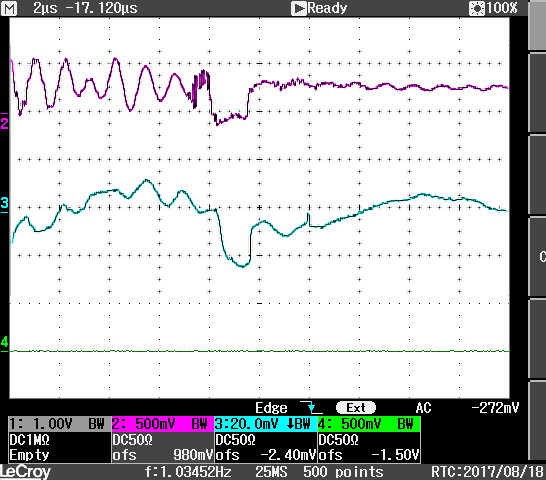 M 2μs -17.120μs Ready 100%
2
3
4
C
Edge Ext AC -272mV
1: 1.00V BW 2: 500mV BW 3:20.0mV ↓BW 4: 500mV BW
DC1MΩ DC50Ω DC50Ω DC50Ω
Empty ofs 980mV ofs -2.40mV ofs -1.50V
LeCroy f:1.03452Hz 25MS 500 points RTC:2017/08/18